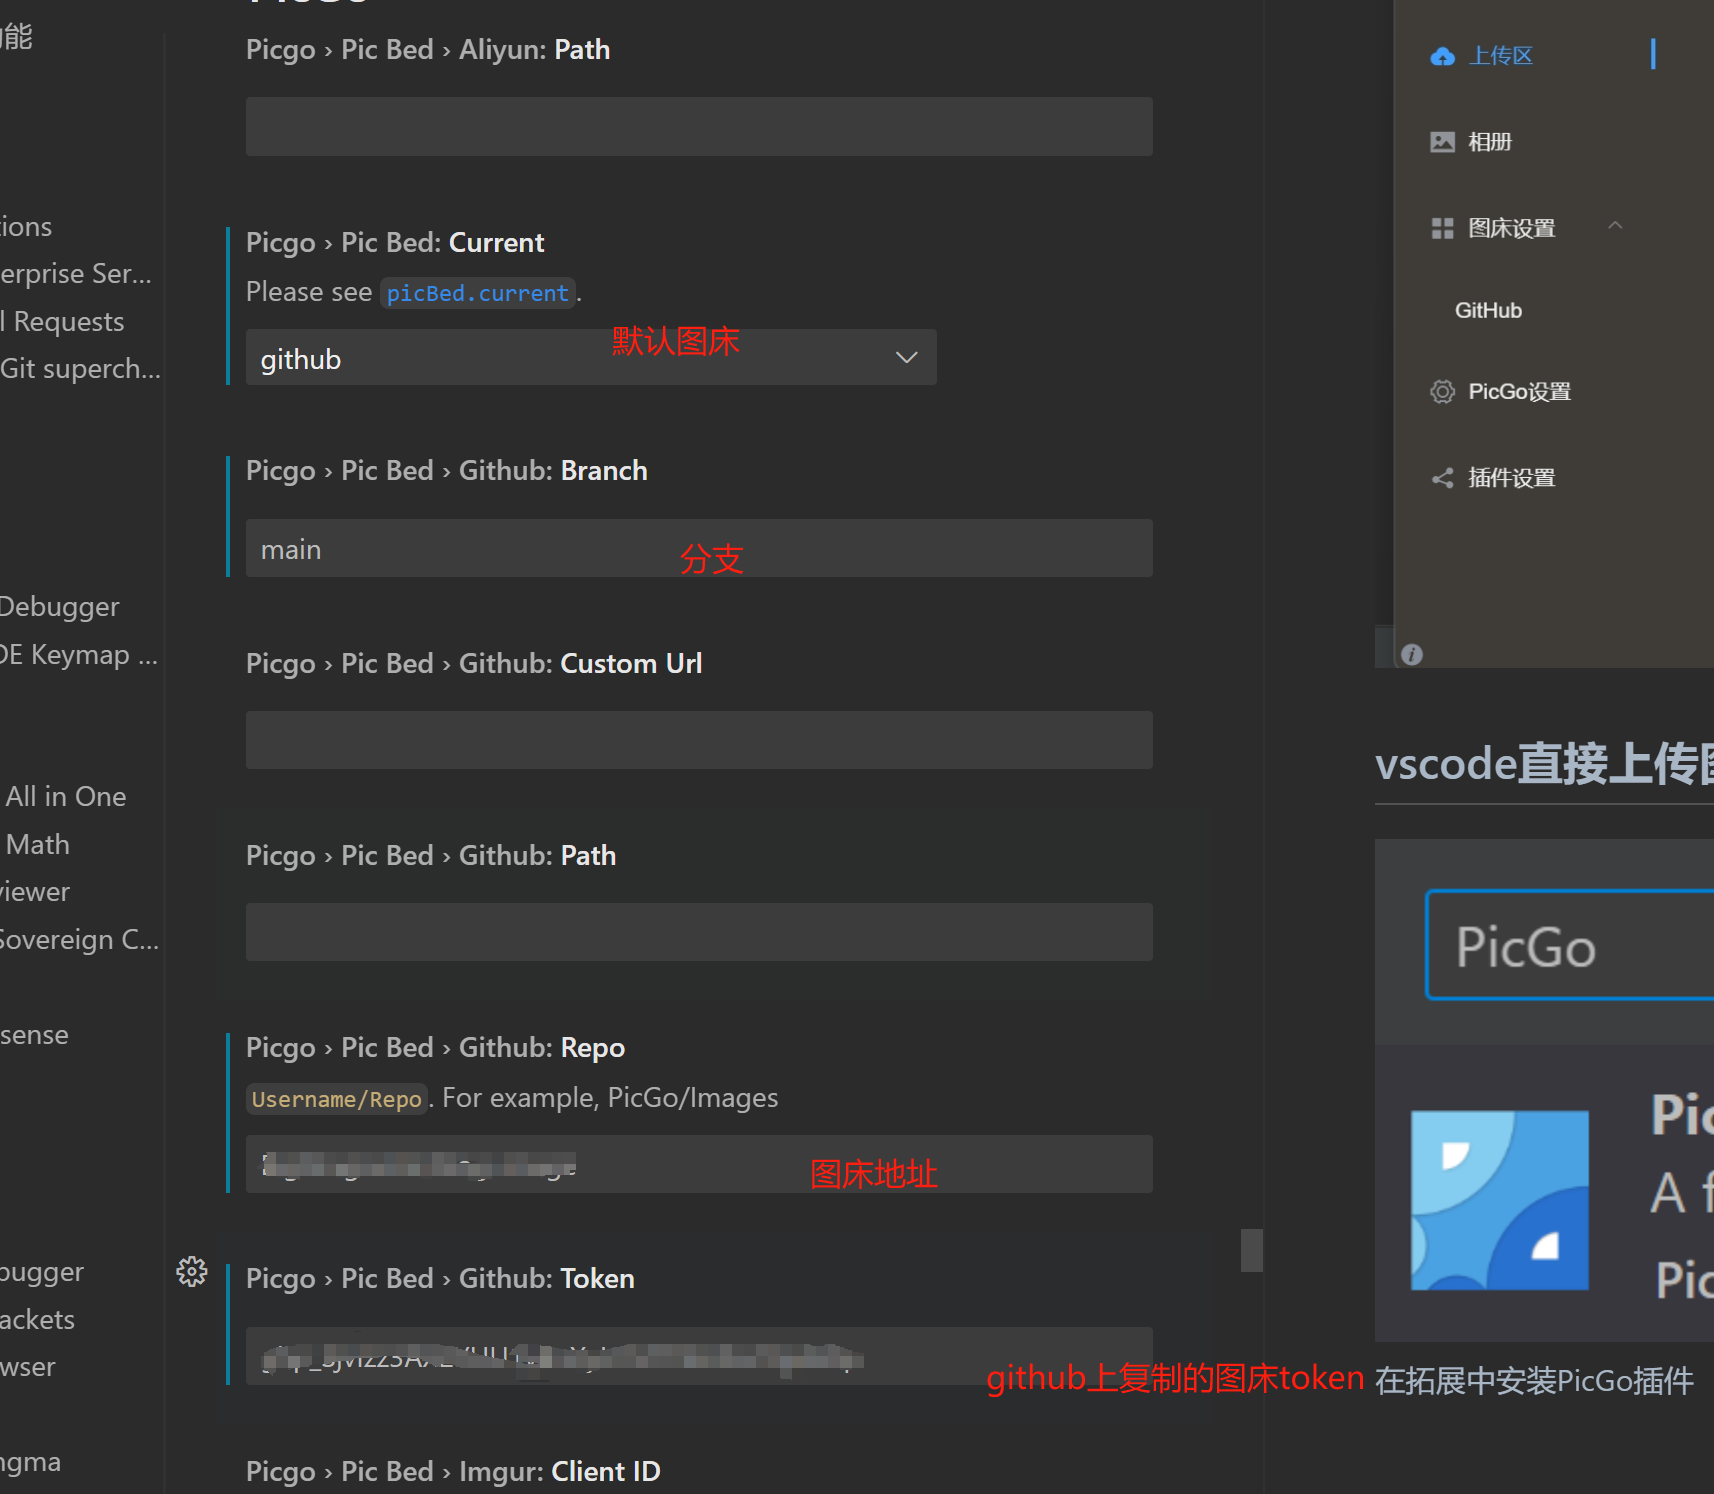 能
tions
erprise Ser...
l Requests
Git superch...
Debugger
DE Keymap ...
All in One
Math
viewer
Sovereign C...
sense
bugger
ackets
wser
ngma
PicGo
Picgo › Pic Bed › Aliyun: Path
Picgo › Pic Bed: Current
Please see picBed.current.
github
默认图床
Picgo › Pic Bed › Github: Branch
main
分支
Picgo › Pic Bed › Github: Custom Url
Picgo › Pic Bed › Github: Path
Picgo › Pic Bed › Github: Repo
Username/Repo. For example, PicGo/Images
图床地址
Picgo › Pic Bed › Github: Token
github上复制的图床token
Picgo › Pic Bed › Imgur: Client ID
上传区
相册
图床设置
GitHub
PicGo设置
插件设置
vscode直接上传图
PicGo
Pic
A f
Pic
在拓展中安装PicGo插件